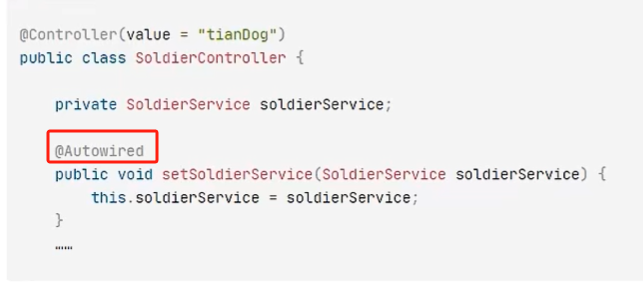 @Controller(value = "tianDog")
public class SoldierController {
private SoldierService soldierService;
@Autowired
public void setSoldierService(SoldierService soldierService) {
this.soldierService = soldierService;
}
……